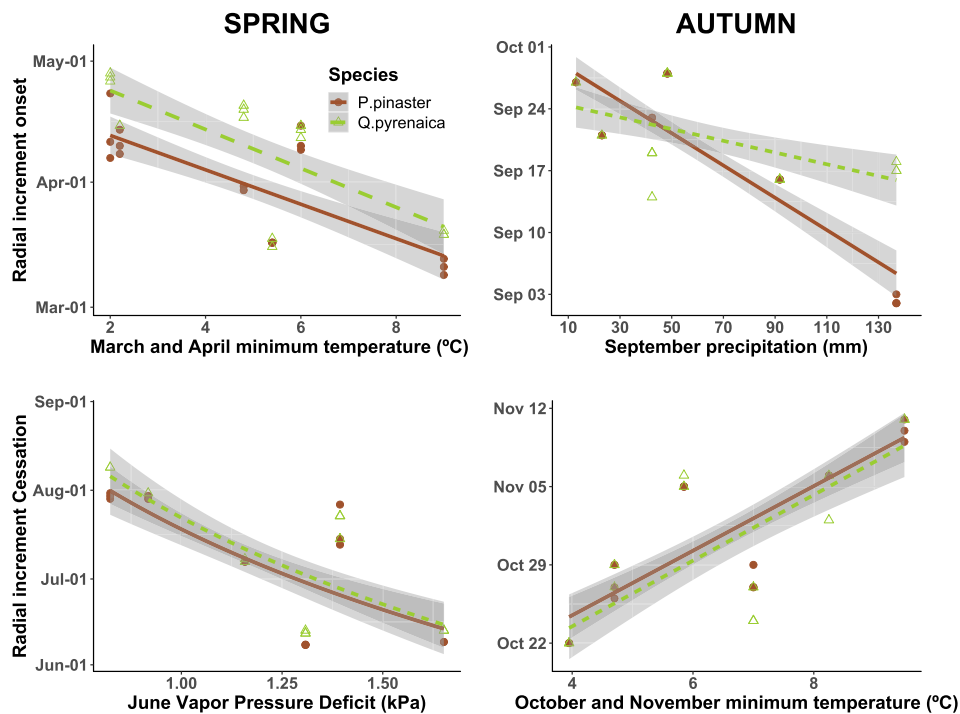 SPRING
AUTUMN
Radial increment onset
May-01
Apr-01
Mar-01
Species
P.pinaster
Q.pyrenaica
2 4 6 8
March and April minimum temperature (ºC)
Oct 01
Sep 24
Sep 17
Sep 10
Sep 03
10 30 50 70 90 110 130
September precipitation (mm)
Radial increment Cessation
Sep-01
Aug-01
Jul-01
Jun-01
1.00 1.25 1.50
June Vapor Pressure Deficit (kPa)
Nov 12
Nov 05
Oct 29
Oct 22
4 6 8
October and November minimum temperature (ºC)